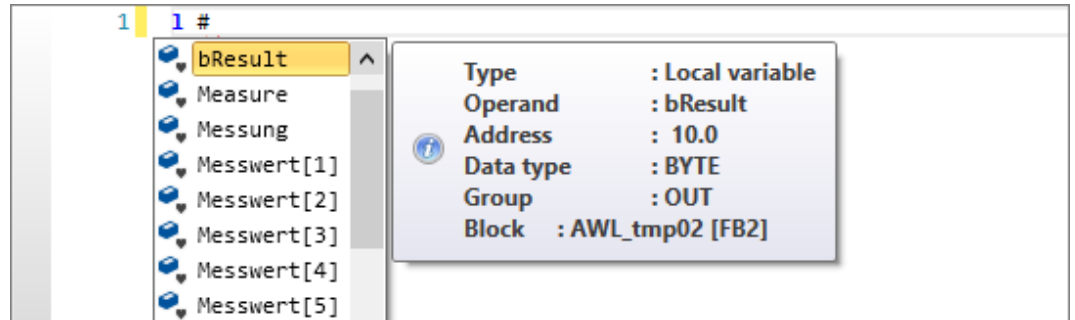 1 l #
bResult
Measure
Messung
Messwert[1]
Messwert[2]
Messwert[3]
Messwert[4]
Messwert[5]
Type : Local variable
Operand : bResult
Address : 10.0
Data type : BYTE
Group : OUT
Block : AWL_tmp02 [FB2]